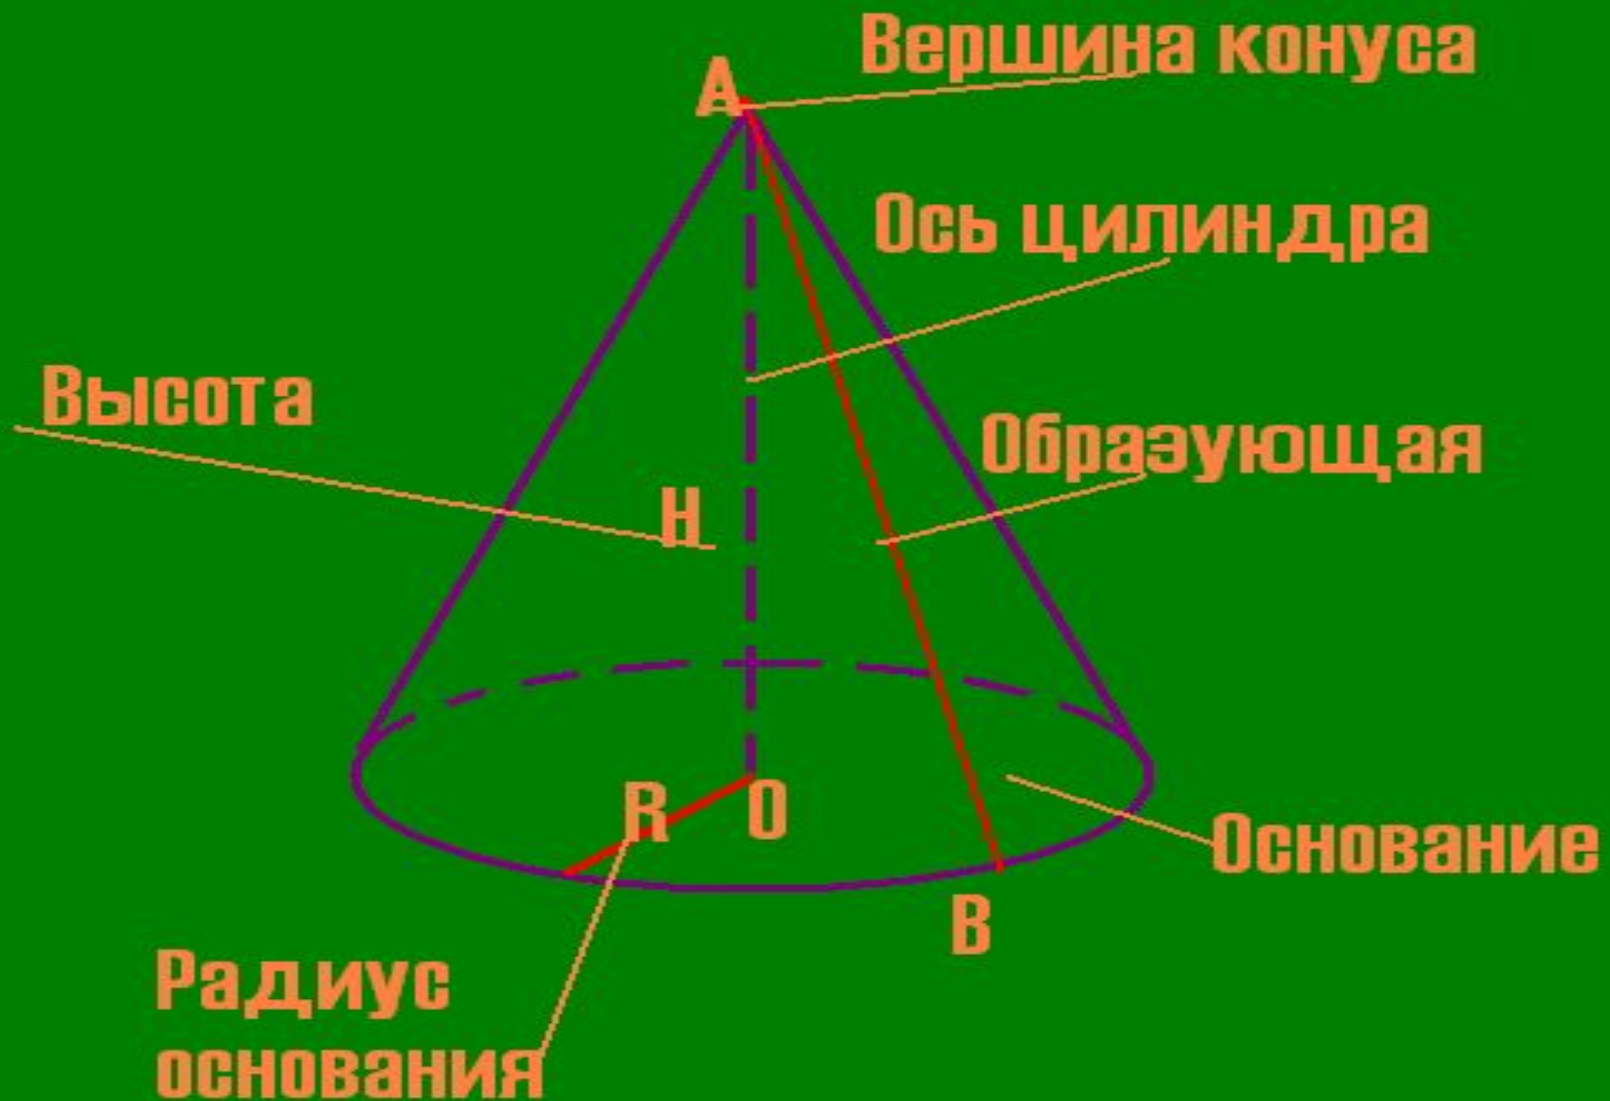 Вершина конуса
A
Ось цилиндра
Высота
Образующая
H
R
O
Основание
B
Радиус
основания